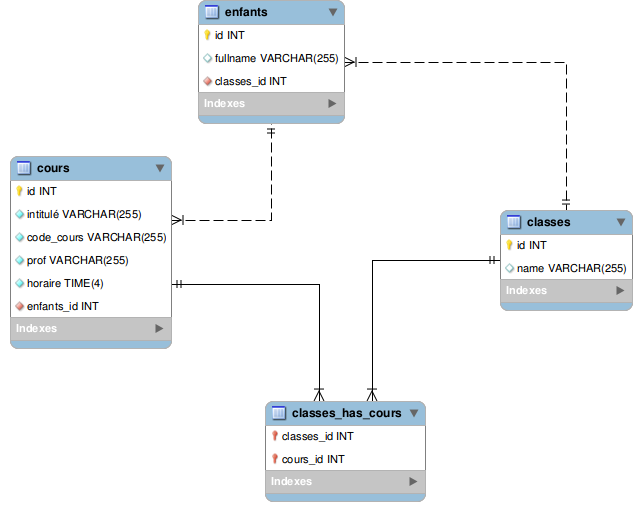 enfants
id INT
fullname VARCHAR(255)
classes_id INT
Indexes
cours
id INT
intitulé VARCHAR(255)
code_cours VARCHAR(255)
prof VARCHAR(255)
horaire TIME(4)
enfants_id INT
Indexes
classes
id INT
name VARCHAR(255)
Indexes
classes_has_cours
classes_id INT
cours_id INT
Indexes